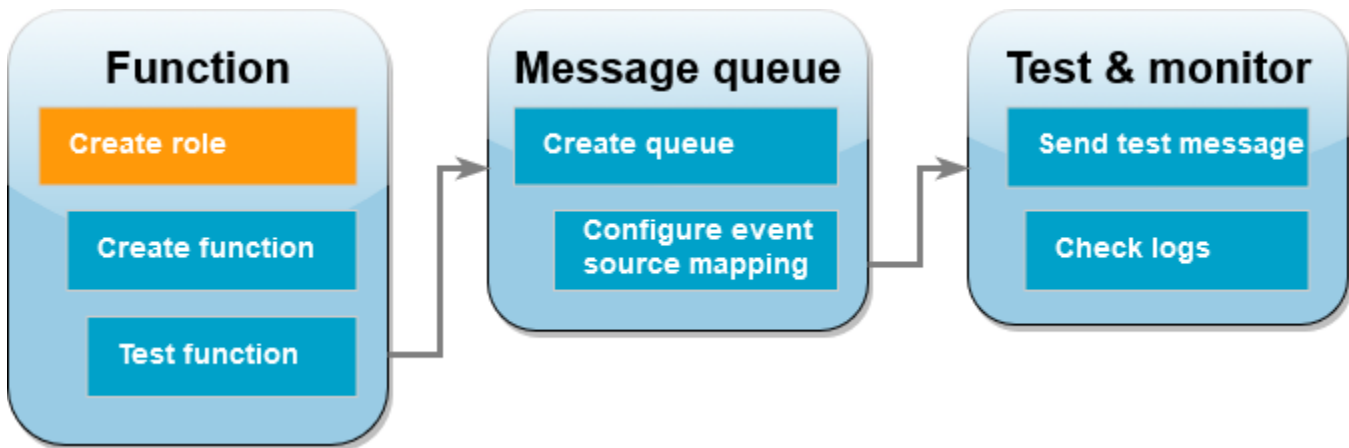 Function
Create role
Create function
Test function
Message queue
Create queue
Configure event
source mapping
Test & monitor
Send test message
Check logs